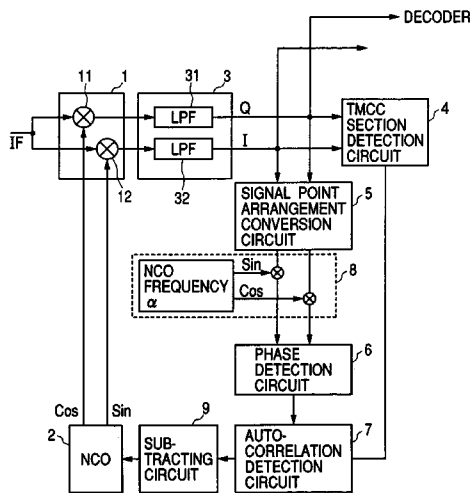 DECODER
11
1
31
3
Q
LPF
4
TMCC
SECTION
DETECTION
CIRCUIT
IF
LPF
I
12
32
5
SIGNAL POINT
ARRANGEMENT
CONVERSION
CIRCUIT
8
NCO
FREQUENCY
α
Sin
Cos
6
PHASE
DETECTION
CIRCUIT
Cos
Sin
9
7
2
NCO
SUB-
TRACTING
CIRCUIT
AUTO-
CORRELATION
DETECTION
CIRCUIT